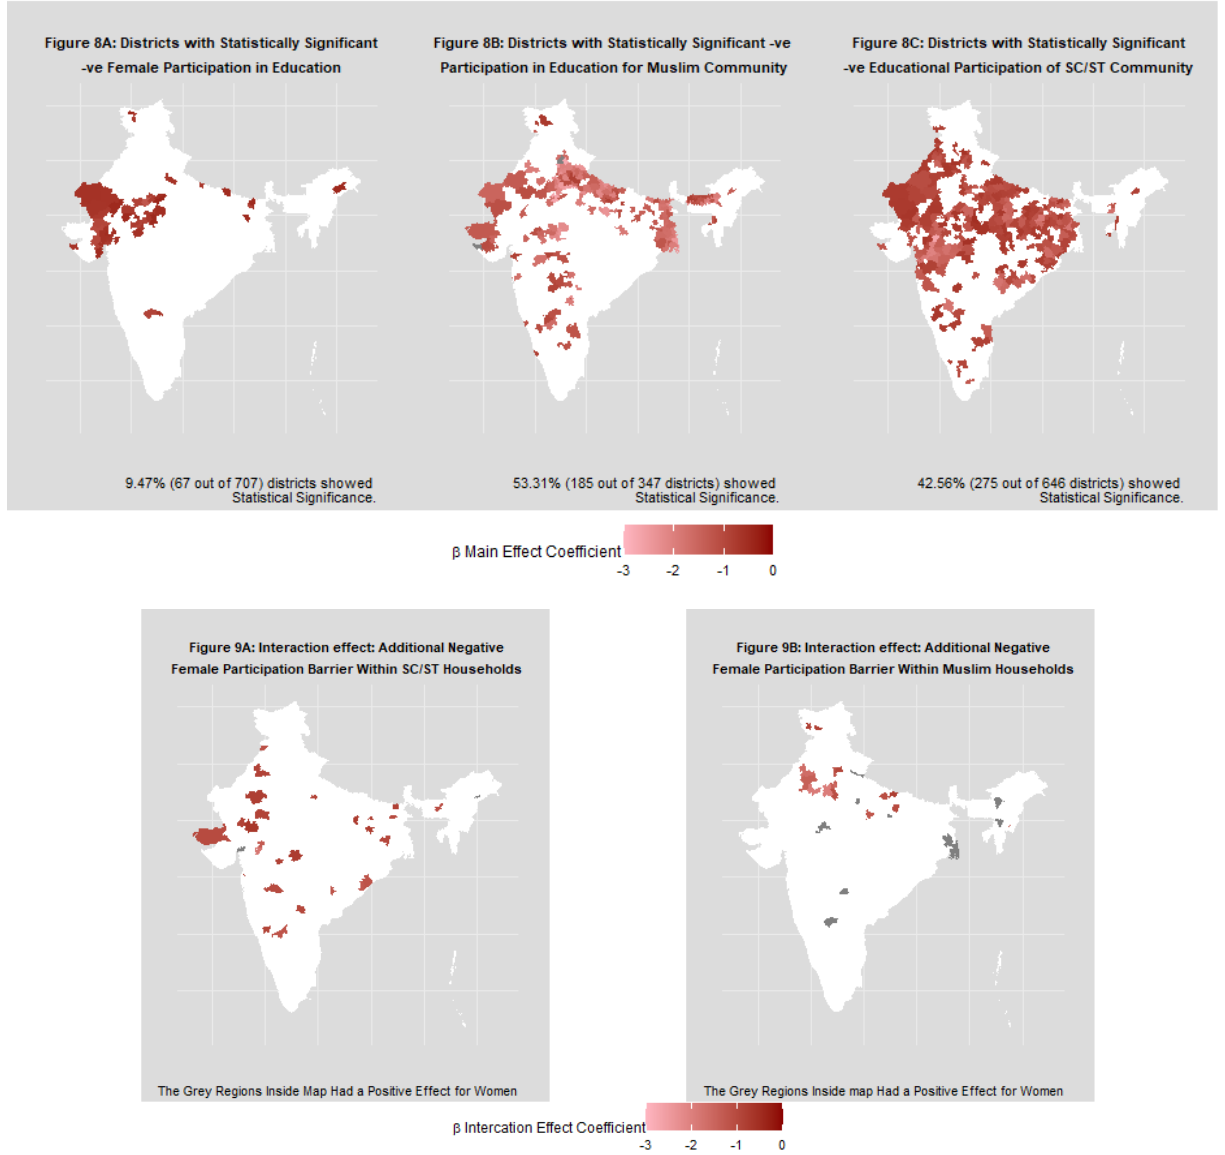 Figure 8A: Districts with Statistically Significant
-ve Female Participation in Education
Figure 8B: Districts with Statistically Significant -ve
Participation in Education for Muslim Community
Figure 8C: Districts with Statistically Significant
-ve Educational Participation of SC/ST Community
9.47% (67 out of 707) districts showed
Statistical Significance.
53.31% (185 out of 347 districts) showed
Statistical Significance.
42.56% (275 out of 646 districts) showed
Statistical Significance.
β Main Effect Coefficient
-3 -2 -1 0
Figure 9A: Interaction effect: Additional Negative
Female Participation Barrier Within SC/ST Households
Figure 9B: Interaction effect: Additional Negative
Female Participation Barrier Within Muslim Households
The Grey Regions Inside Map Had a Positive Effect for Women
The Grey Regions Inside map Had a Positive Effect for Women
β Intercation Effect Coefficient
-3 -2 -1 0